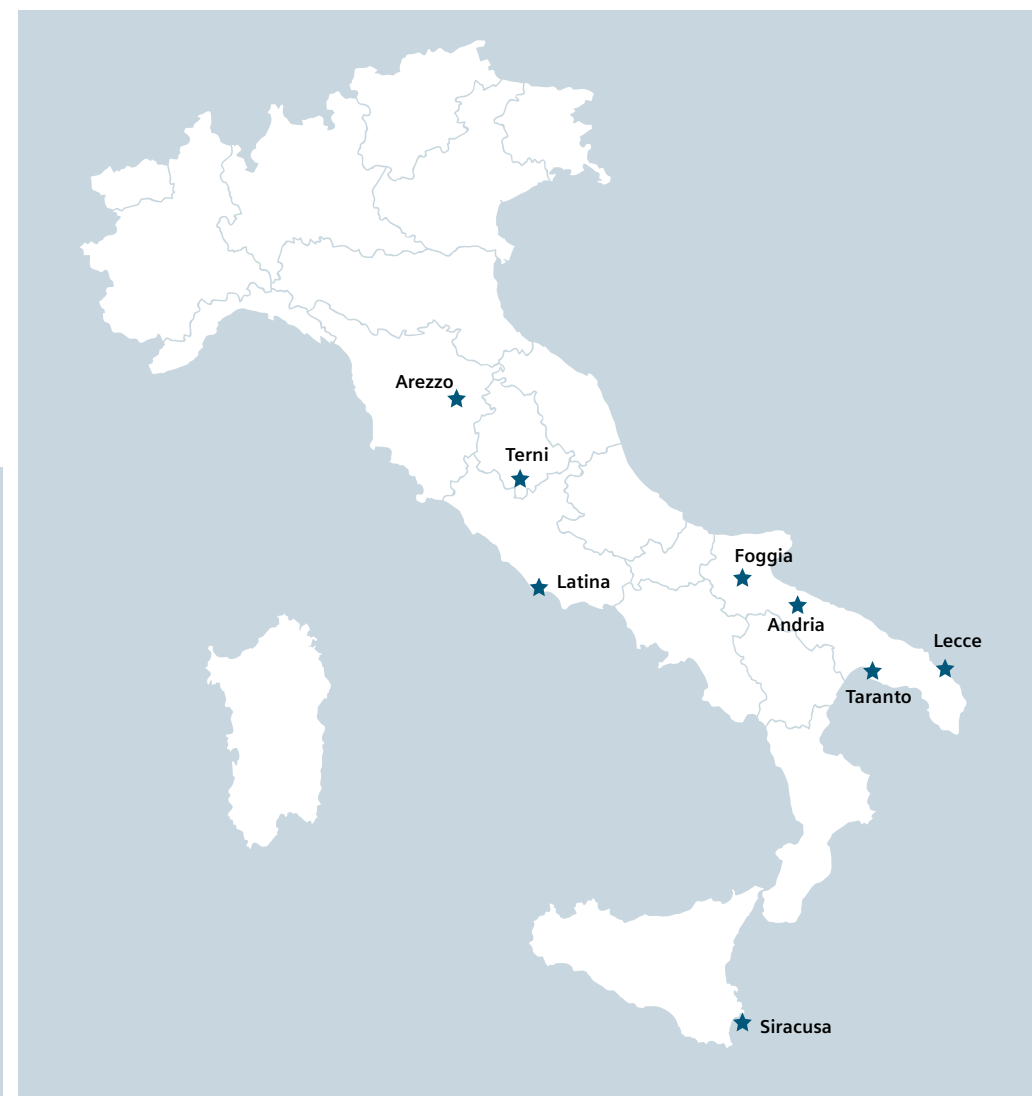 Arezzo
Terni
Foggia
Latina
Andria
Lecce
Taranto
Siracusa